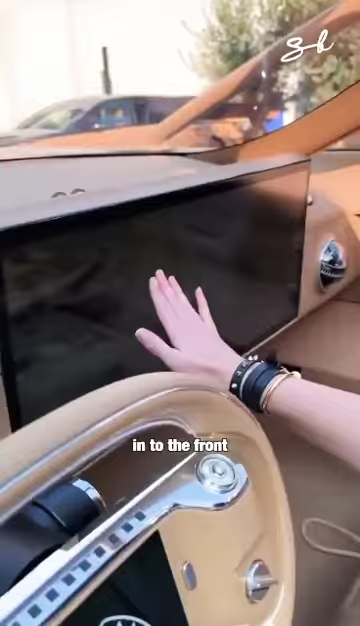 in to the front